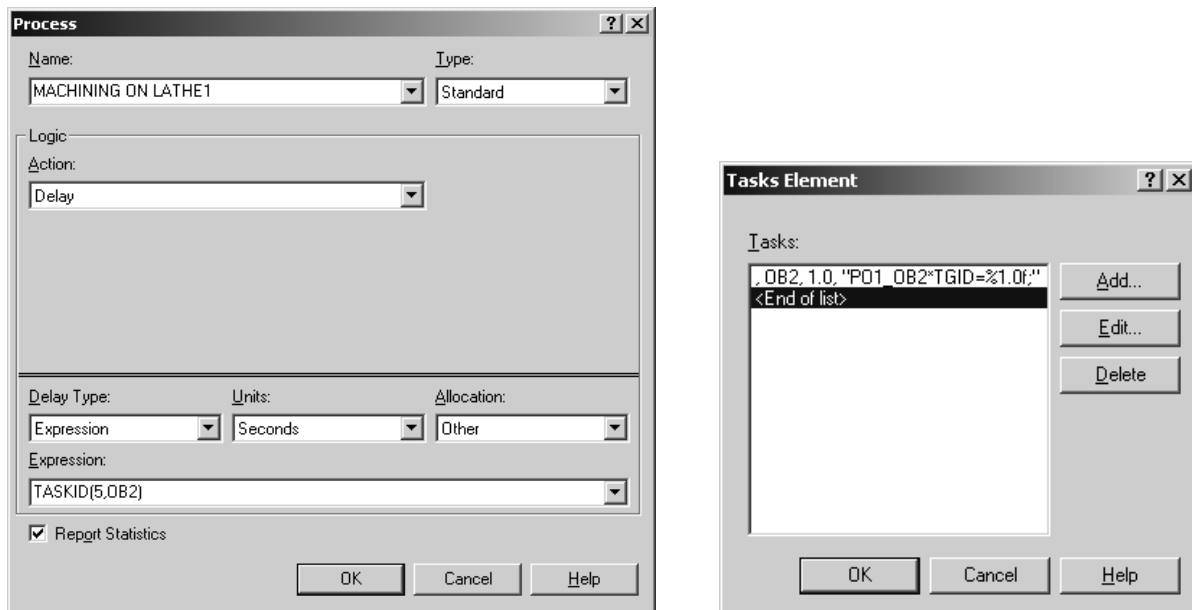 Process
Name: Type:
MACHINING ON LATHE1 Standard
Logic
Action:
Delay
Delay Type: Units: Allocation:
Expression Seconds Other
Expression:
TASKID(5,OB2)
Report Statistics
OK Cancel Help
Tasks Element
Tasks:
, OB2, 1.0, "PO1_OB2*TGID=%1.0f;"
<End of list>
Add...
Edit...
Delete
OK Cancel Help